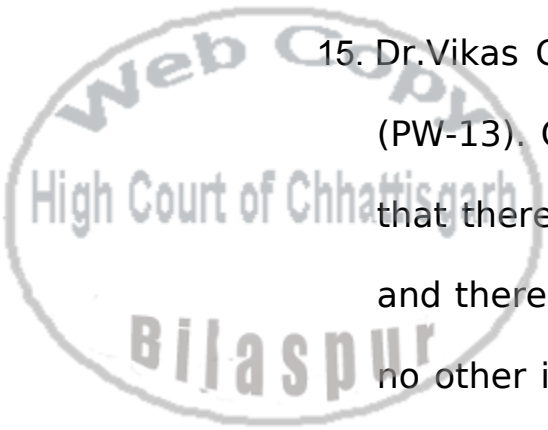 Web Copy
High Court of Chhattisgarh
Bilaspur
15. Dr.Vikas
(PW-13).
that there
and there
no other